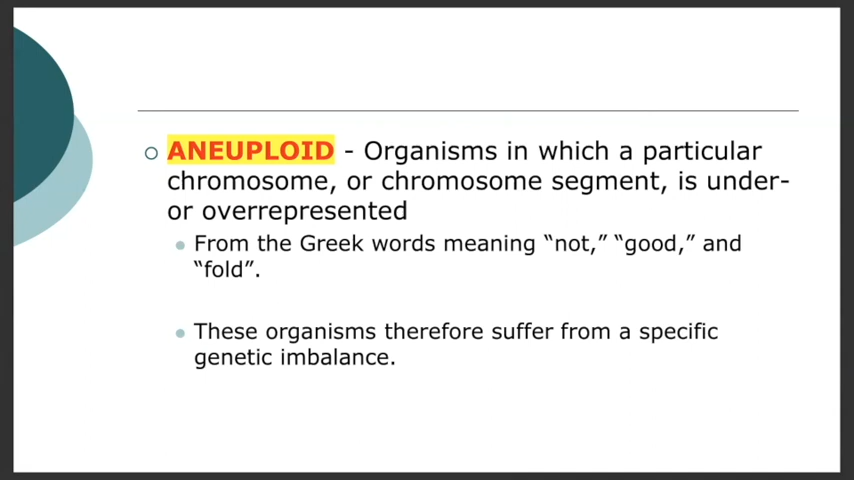 ANEUPLOID - Organisms in which a particular
chromosome, or chromosome segment, is under-
or overrepresented
From the Greek words meaning “not,” “good,” and
“fold”.
These organisms therefore suffer from a specific
genetic imbalance.